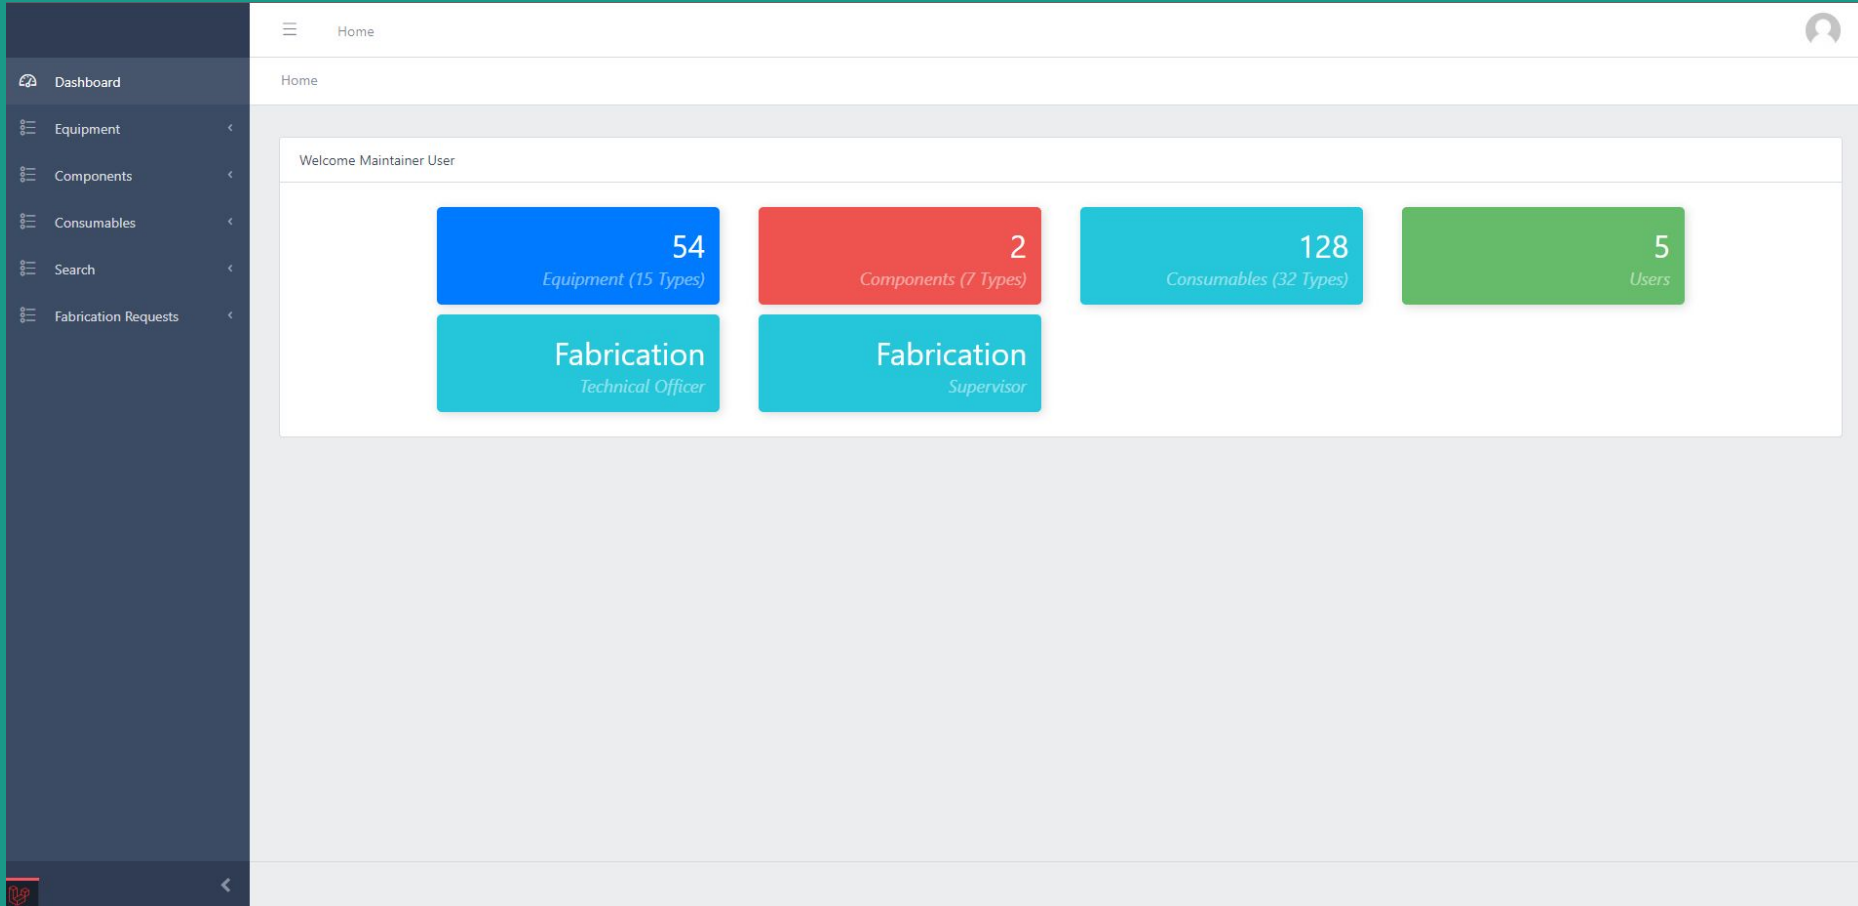 Home
Home
Dashboard
Equipment
Components
Consumables
Search
Fabrication Requests
Welcome Maintainer User
54
Equipment (15 Types)
2
Components (7 Types)
128
Consumables (32 Types)
5
Users
Fabrication
Technical Officer
Fabrication
Supervisor